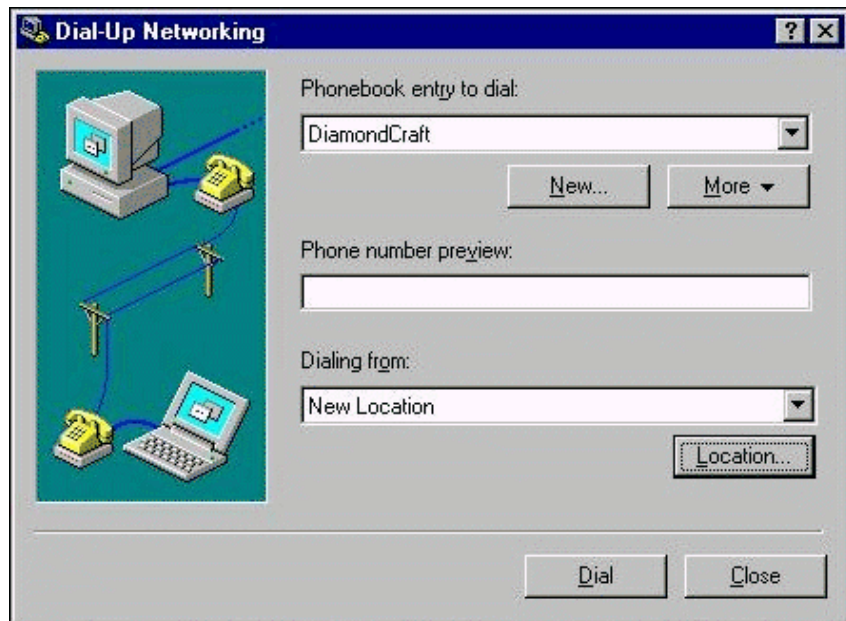 Dial-Up Networking
Phonebook entry to dial:
DiamondCraft
New... More
Phone number preview:
Dialing from:
New Location
Location...
Dial Close